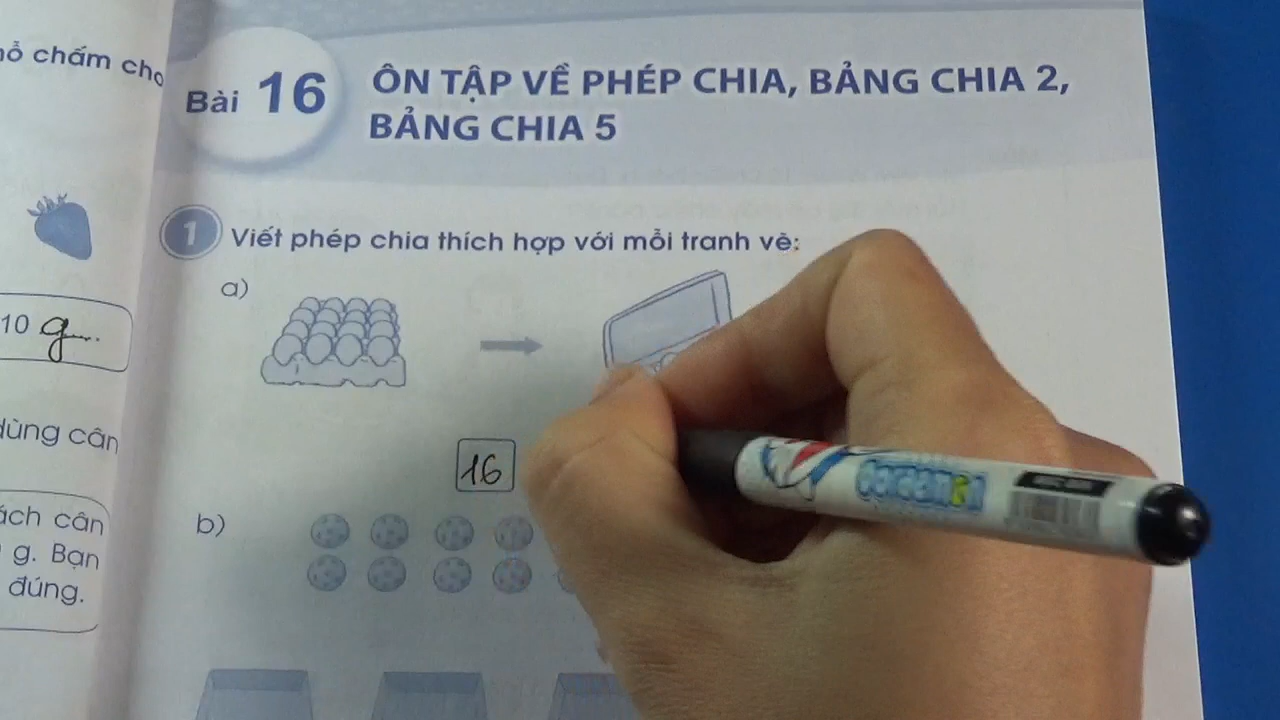 ổ chấm cho
Bài 16
ÔN TẬP VỀ PHÉP CHIA, BẢNG CHIA 2,
BẢNG CHIA 5
1 Viết phép chia thích hợp với mỗi tranh vẽ:
a)
10 g
dùng cân
16
ách cân
g. Bạn
đúng.
b)